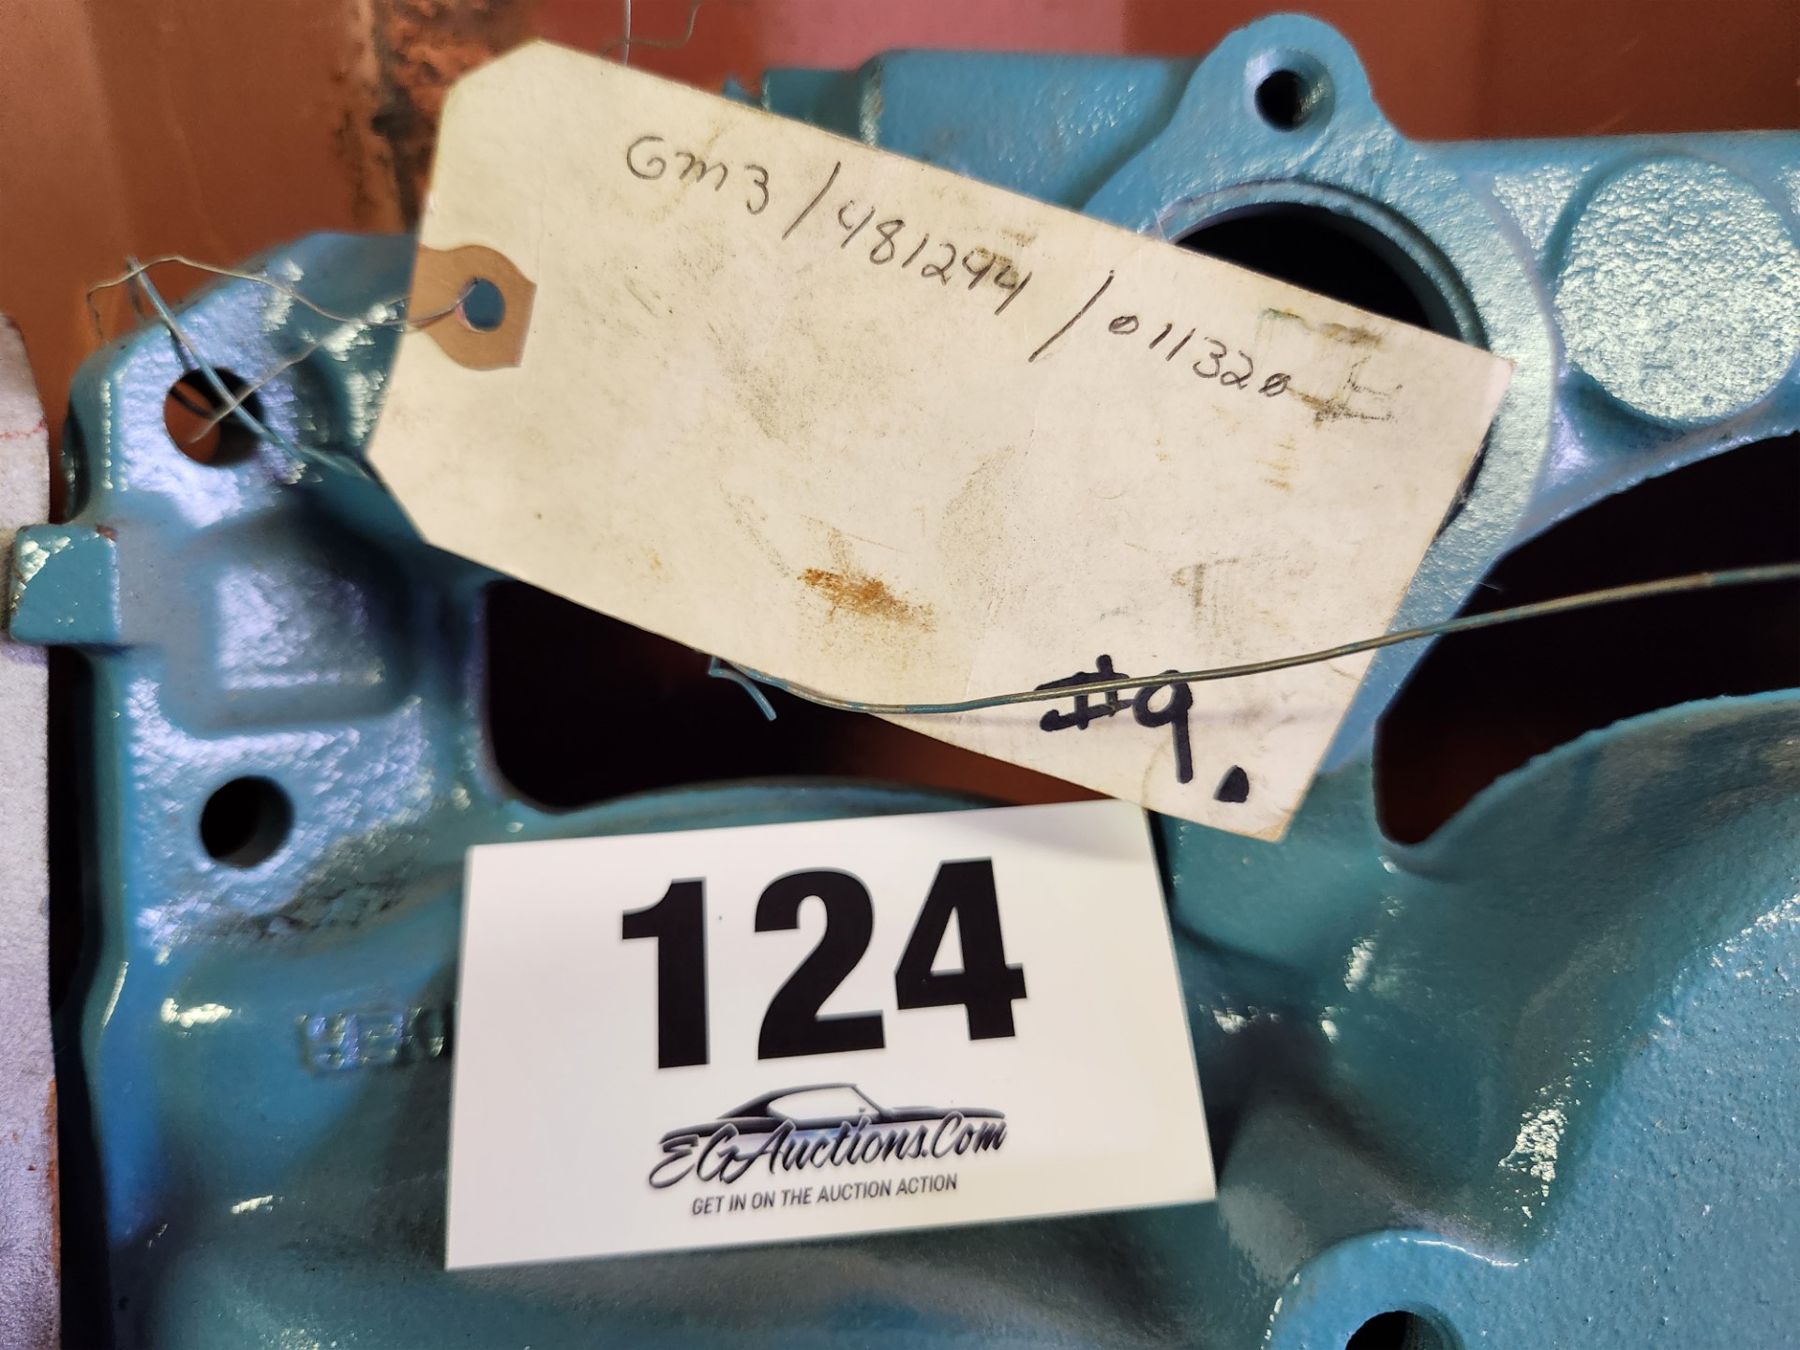 Gm3/481294/011320
#9.
124
EGAuctions.Com
GET IN ON THE AUCTION ACTION